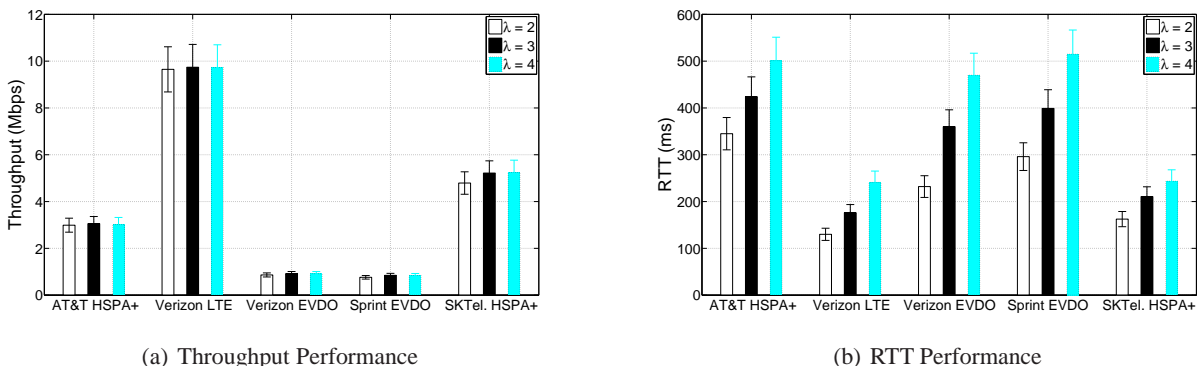 12
10
8
6
4
2
0
Throughput (Mbps)
AT&T HSPA+ Verizon LTE Verizon EVDO Sprint EVDO SKTel. HSPA+
λ = 2
λ = 3
λ = 4
(a) Throughput Performance
600
500
400
300
200
100
0
RTT (ms)
AT&T HSPA+ Verizon LTE Verizon EVDO Sprint EVDO SKTel. HSPA+
λ = 2
λ = 3
λ = 4
(b) RTT Performance